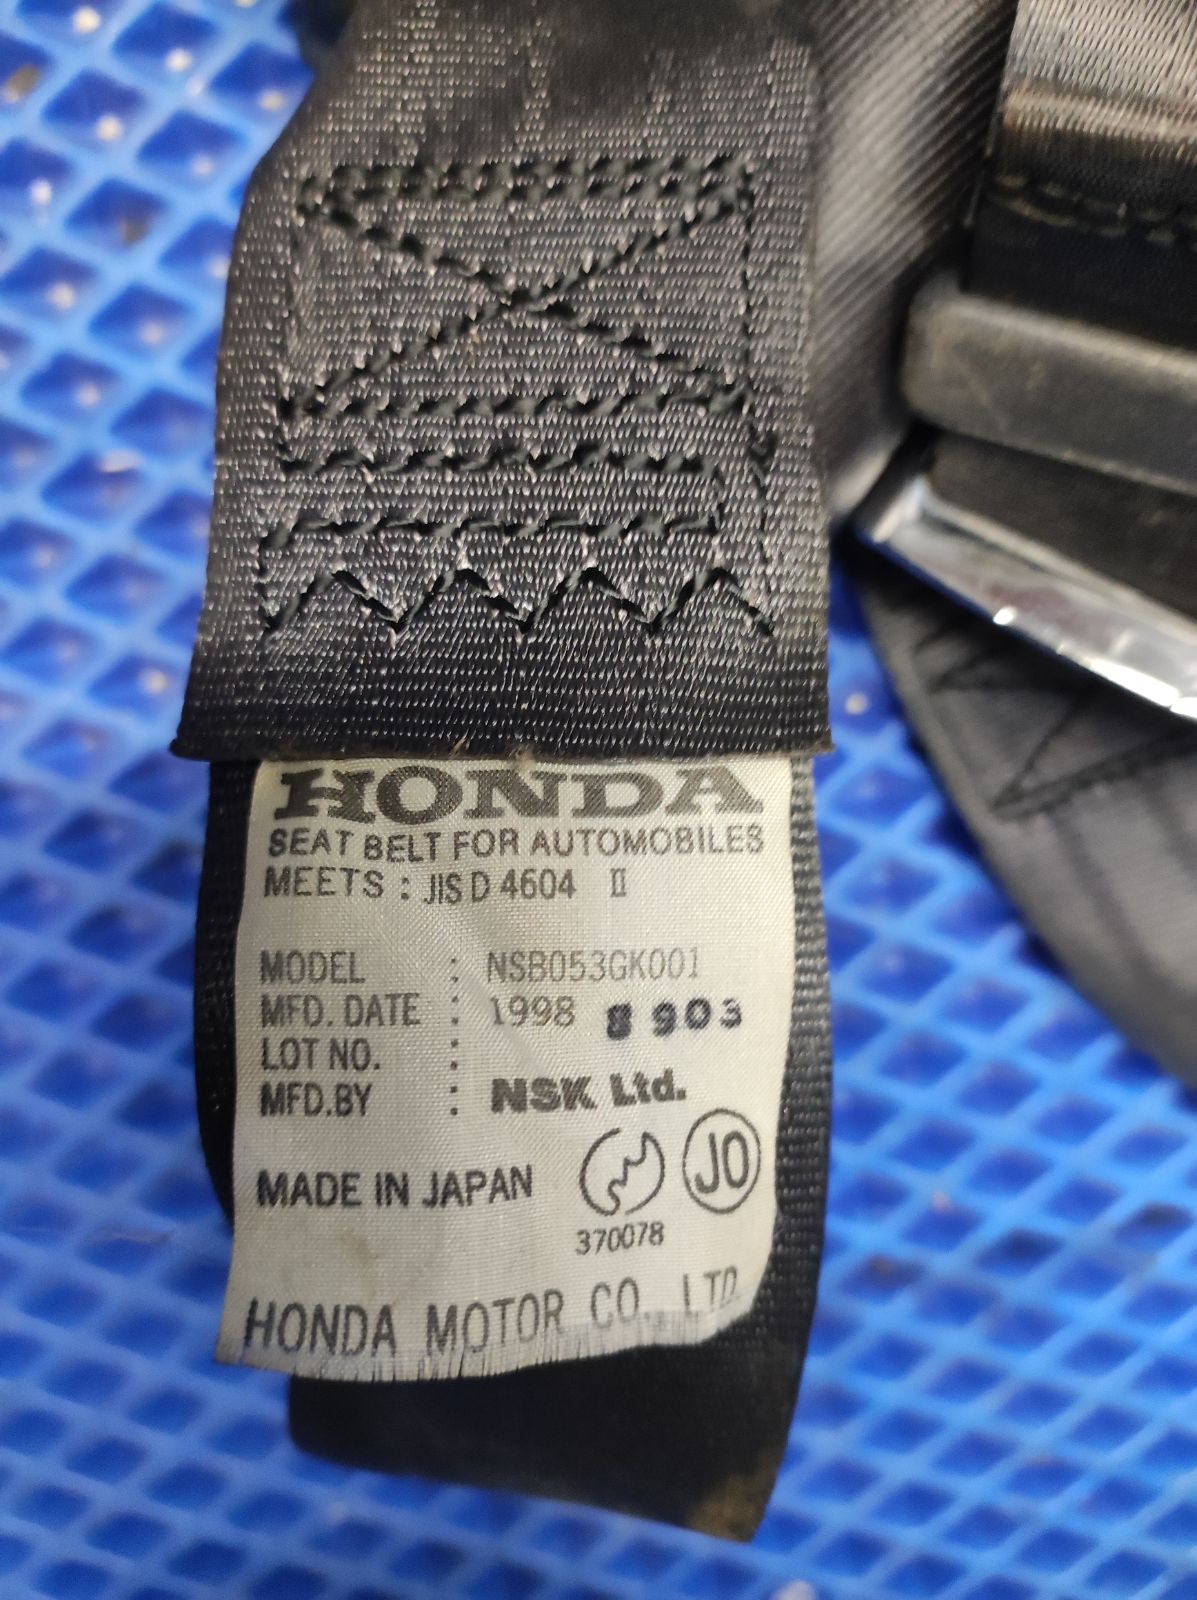 HONDA
SEAT BELT FOR AUTOMOBILES
MEETS : JIS D 4604 II
MODEL : NSB053GK001
MFD. DATE : 1998 8 903
LOT NO. :
MFD.BY : NSK Ltd.
MADE IN JAPAN
JO
370078
HONDA MOTOR CO. LTD.